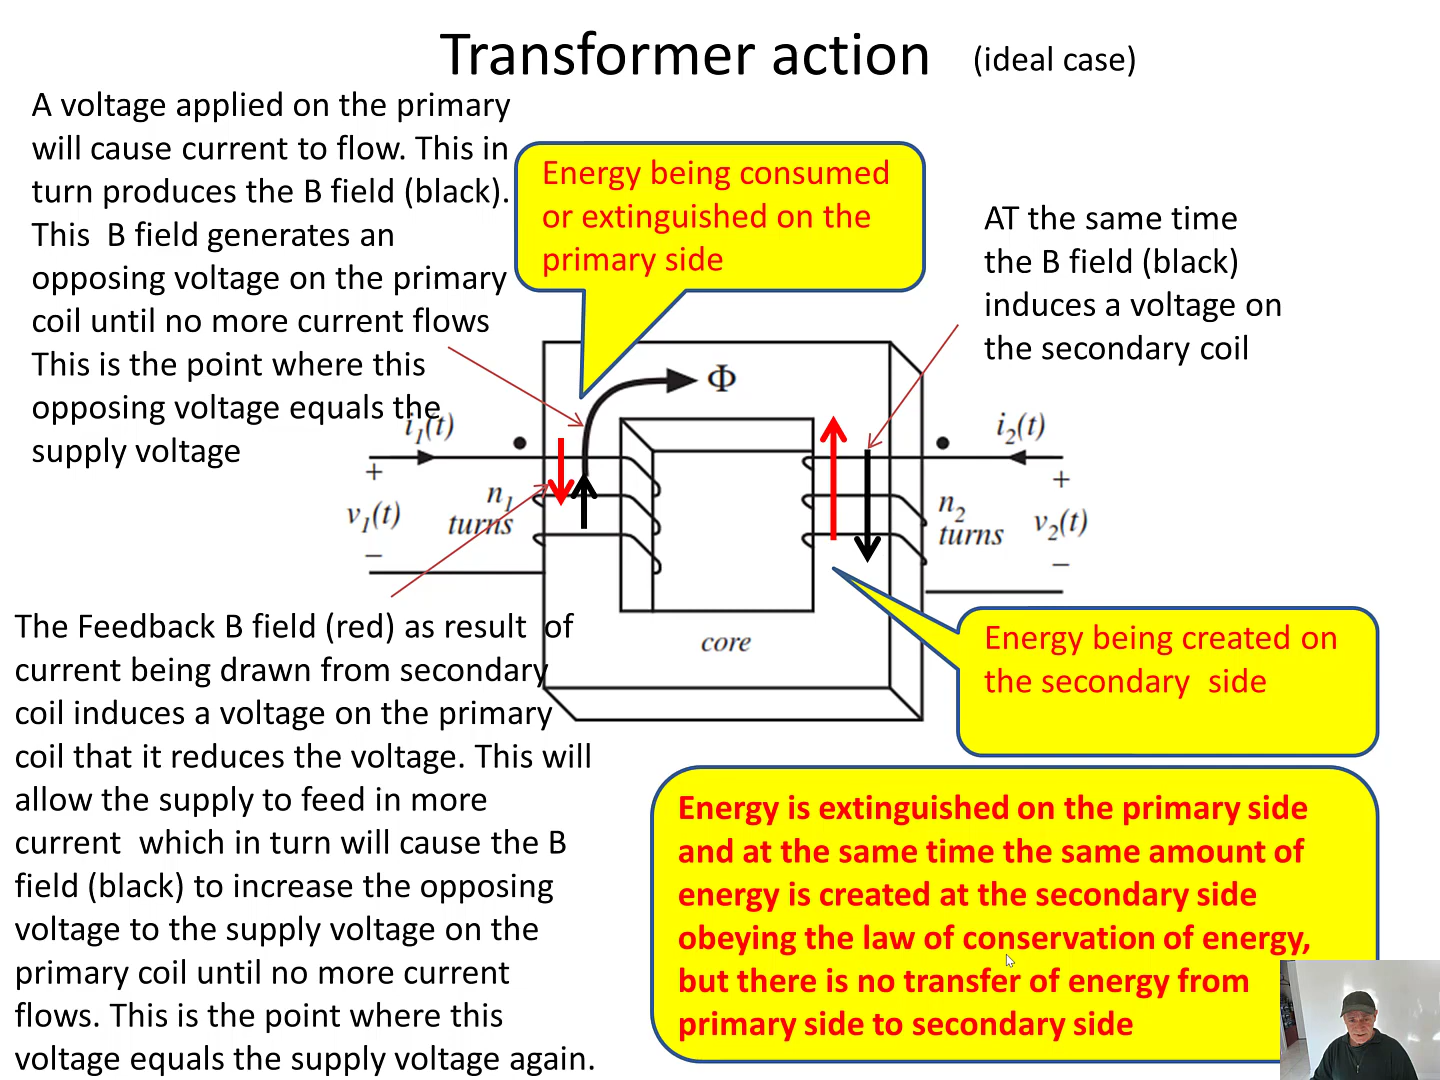 Transformer action (ideal case)
A voltage applied on the primary
will cause current to flow. This in
turn produces the B field (black).
This  B field generates an
opposing voltage on the primary
coil until no more current flows
This is the point where this
opposing voltage equals the
supply voltage
Energy being consumed
or extinguished on the
primary side
AT the same time
the B field (black)
induces a voltage on
the secondary coil
Φ
i1(t)
+
v1(t)
−
n1
turns
i2(t)
+
n2
turns
v2(t)
−
core
The Feedback B field (red) as result  of
current being drawn from secondary
coil induces a voltage on the primary
coil that it reduces the voltage. This will
allow the supply to feed in more
current  which in turn will cause the B
field (black) to increase the opposing
voltage to the supply voltage on the
primary coil until no more current
flows. This is the point where this
voltage equals the supply voltage again.
Energy being created on
the secondary  side
Energy is extinguished on the primary side
and at the same time the same amount of
energy is created at the secondary side
obeying the law of conservation of energy,
but there is no transfer of energy from
primary side to secondary side